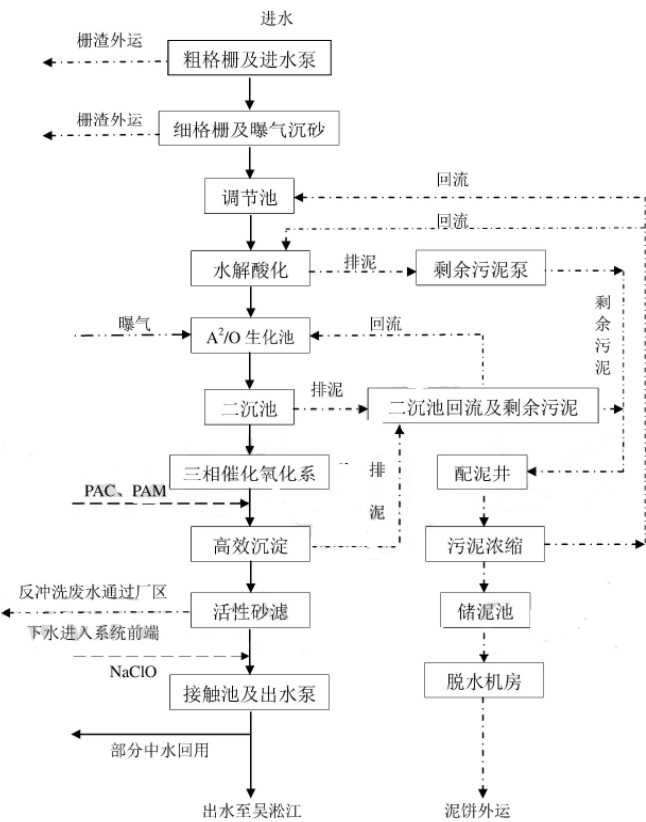 进水
栅渣外运
粗格栅及进水泵
栅渣外运
细格栅及曝气沉砂
回流
调节池
回流
水解酸化
排泥
剩余污泥泵
剩余污泥
曝气
A²/O 生化池
回流
排泥
二沉池
二沉池回流及剩余污泥
三相催化氧化系
排泥
配泥井
PAC、PAM
高效沉淀
污泥浓缩
反冲洗废水通过厂区
活性砂滤
储泥池
下水进入系统前端
NaClO
接触池及出水泵
脱水机房
部分中水回用
出水至吴淞江
泥饼外运